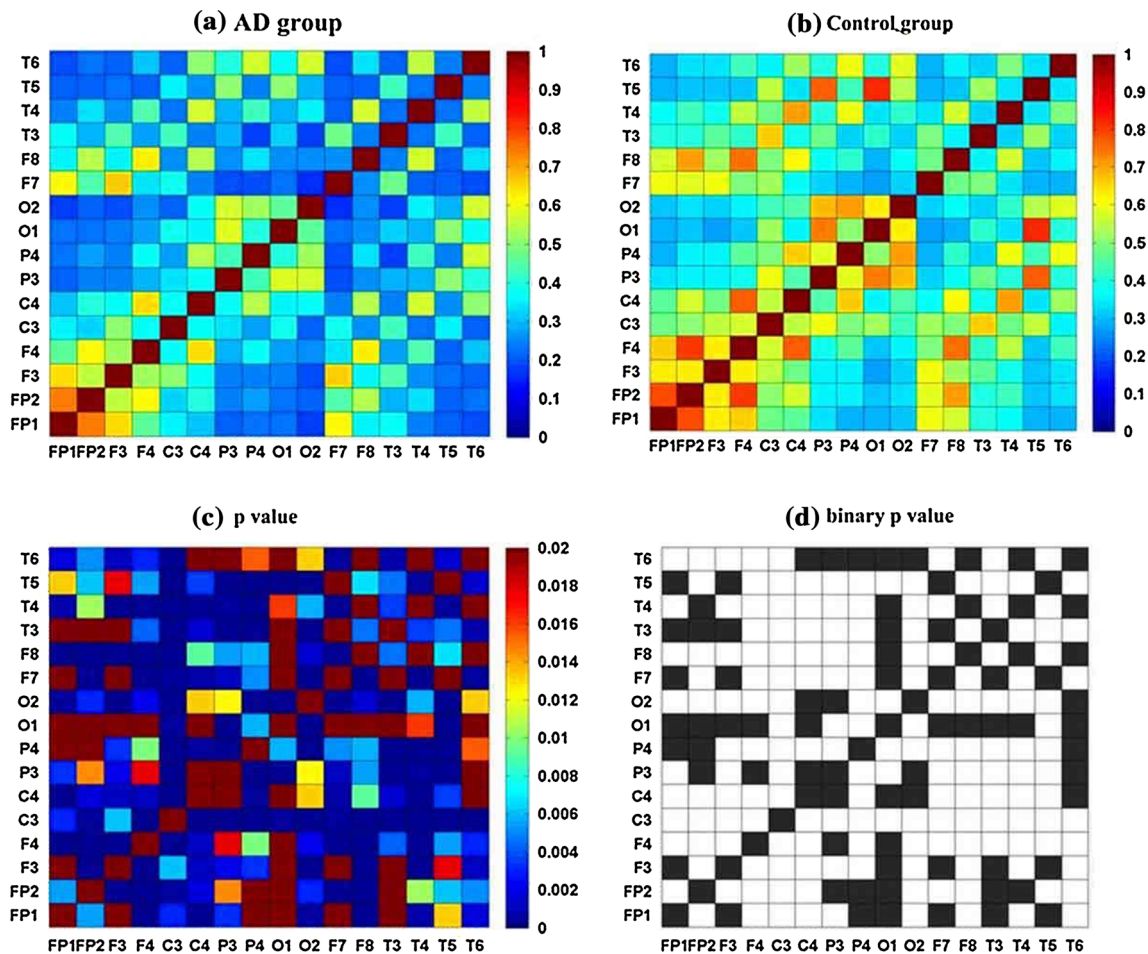 (a) AD group
(b) Control group
T6 T5 T4 T3 F8 F7 O2 O1 P4 P3 C4 C3 F4 F3 FP2 FP1
FP1 FP2 F3 F4 C3 C4 P3 P4 O1 O2 F7 F8 T3 T4 T5 T6
1 0.9 0.8 0.7 0.6 0.5 0.4 0.3 0.2 0.1 0
T6 T5 T4 T3 F8 F7 O2 O1 P4 P3 C4 C3 F4 F3 FP2 FP1
FP1 FP2 F3 F4 C3 C4 P3 P4 O1 O2 F7 F8 T3 T4 T5 T6
1 0.9 0.8 0.7 0.6 0.5 0.4 0.3 0.2 0.1 0
(c) p value
(d) binary p value
T6 T5 T4 T3 F8 F7 O2 O1 P4 P3 C4 C3 F4 F3 FP2 FP1
FP1 FP2 F3 F4 C3 C4 P3 P4 O1 O2 F7 F8 T3 T4 T5 T6
0.02 0.018 0.016 0.014 0.012 0.01 0.008 0.006 0.004 0.002 0
T6 T5 T4 T3 F8 F7 O2 O1 P4 P3 C4 C3 F4 F3 FP2 FP1
FP1 FP2 F3 F4 C3 C4 P3 P4 O1 O2 F7 F8 T3 T4 T5 T6